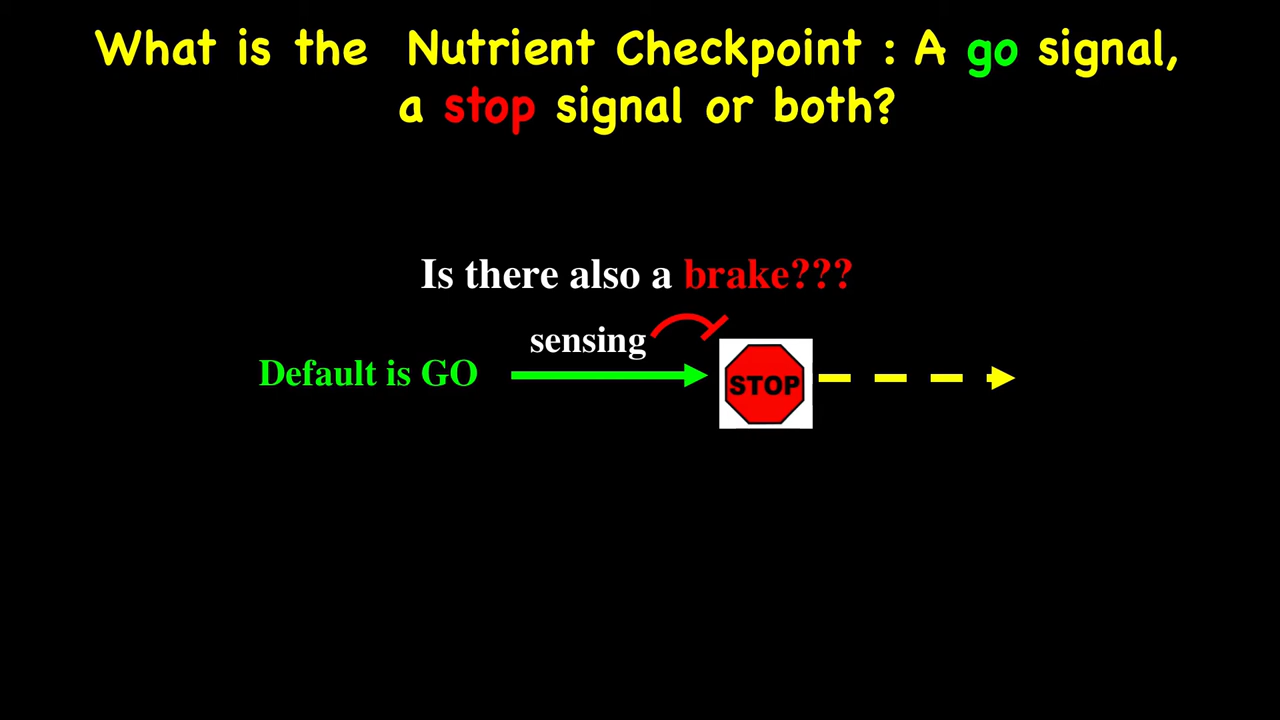 What is the  Nutrient Checkpoint : A go signal,
a stop signal or both?
Is there also a brake???
sensing
Default is GO
STOP